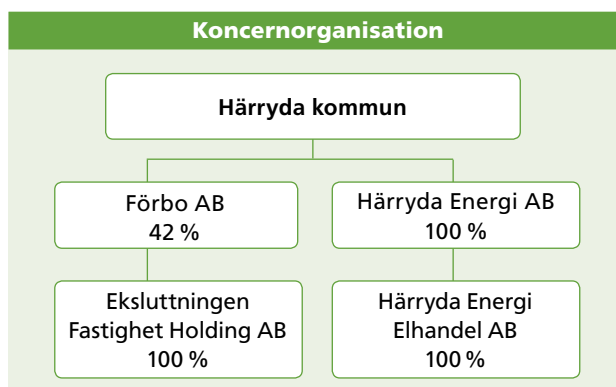 Koncernorganisation
Härryda kommun
Förbo AB
42 %
Härryda Energi AB
100 %
Eksluttningen
Fastighet Holding AB
100 %
Härryda Energi
Elhandel AB
100 %